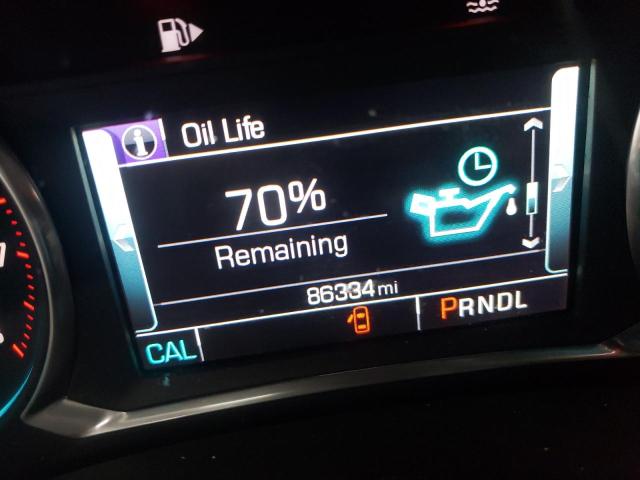 Oil Life
70%
Remaining
86334 mi
CAL
PRNDL